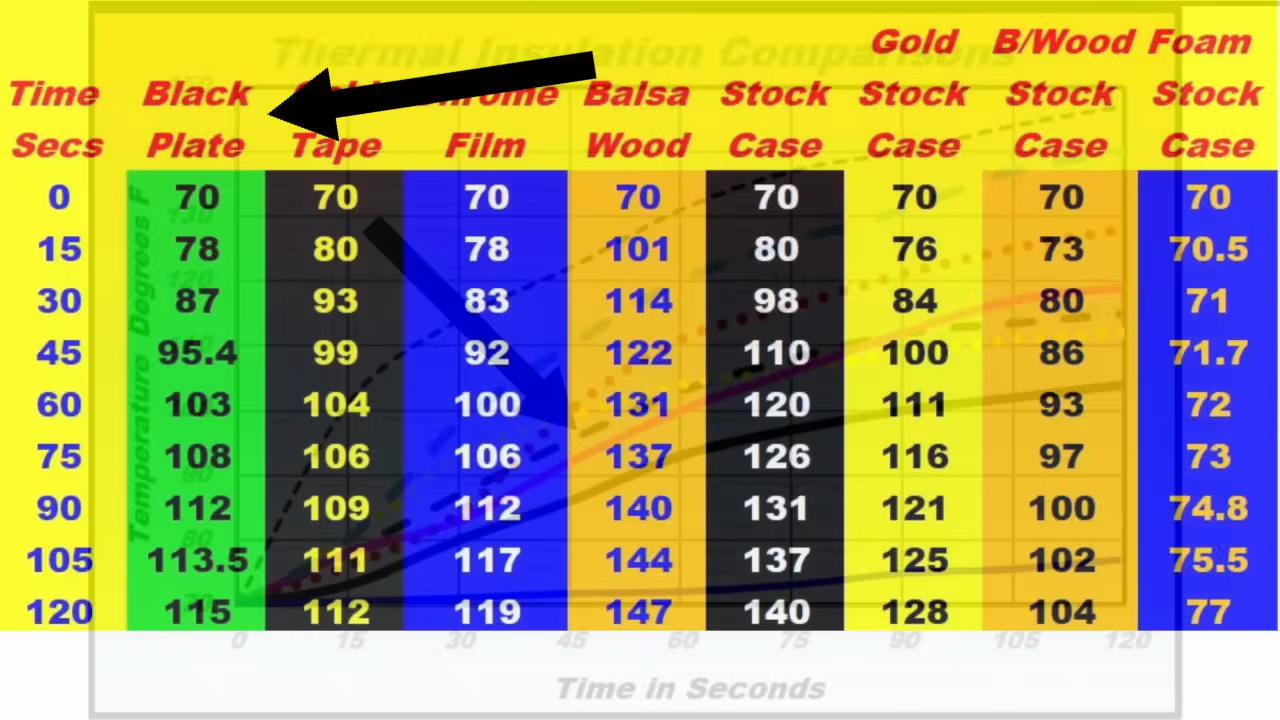 Thermal Insulation Comparisons
Gold B/Wood Foam
Time Black Chrome Balsa Stock Stock Stock Stock
Secs Plate Tape Film Wood Case Case Case Case
0 70 70 70 70 70 70 70 70
15 78 80 78 101 80 76 73 70.5
30 87 93 83 114 98 84 80 71
45 95.4 99 92 122 110 100 86 71.7
60 103 104 100 131 120 111 93 72
75 108 106 106 137 126 116 97 73
90 112 109 112 140 131 121 100 74.8
105 113.5 111 117 144 137 125 102 75.5
120 115 112 119 147 140 128 104 77
Temperature Degrees F
130
120
90
80
0 15 30 45 60 75 90 105 120
Time in Seconds